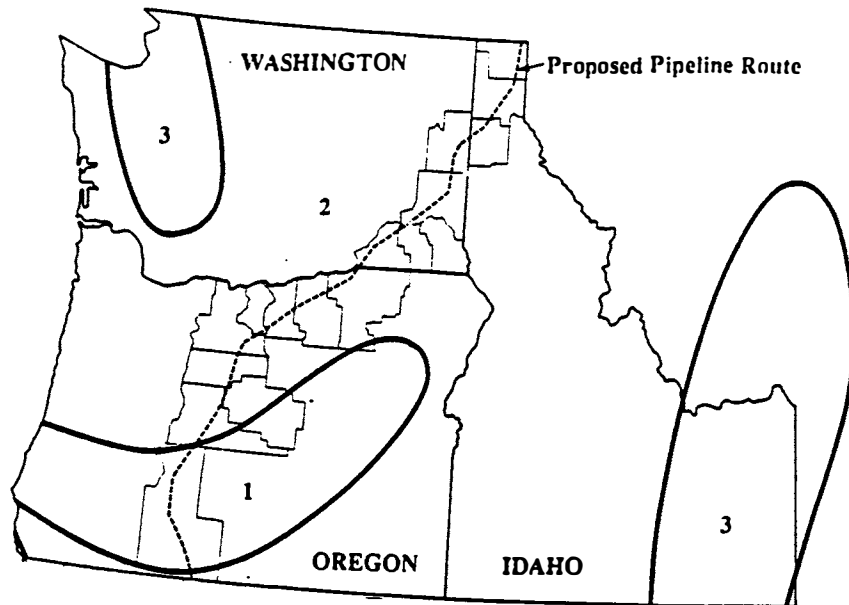 WASHINGTON
Proposed Pipeline Route
3
2
1
3
OREGON
IDAHO